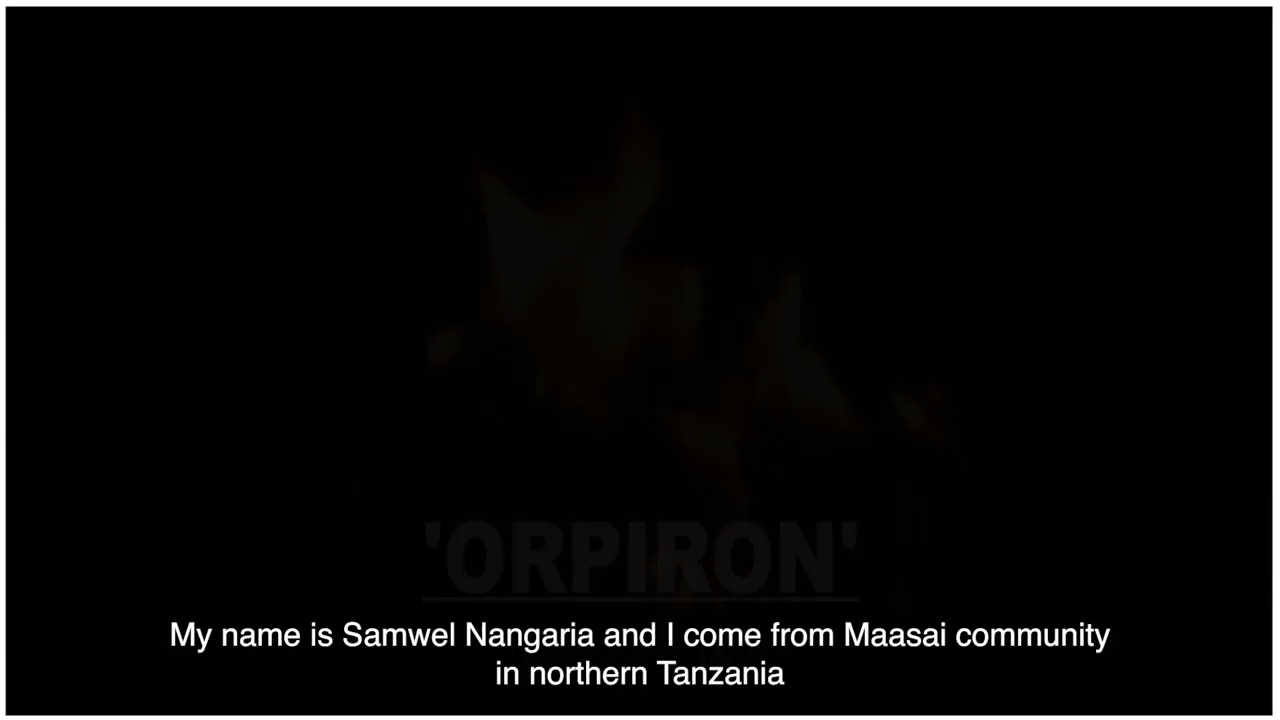 'ORPIRON'
My name is Samwel Nangaria and I come from Maasai community
in northern Tanzania